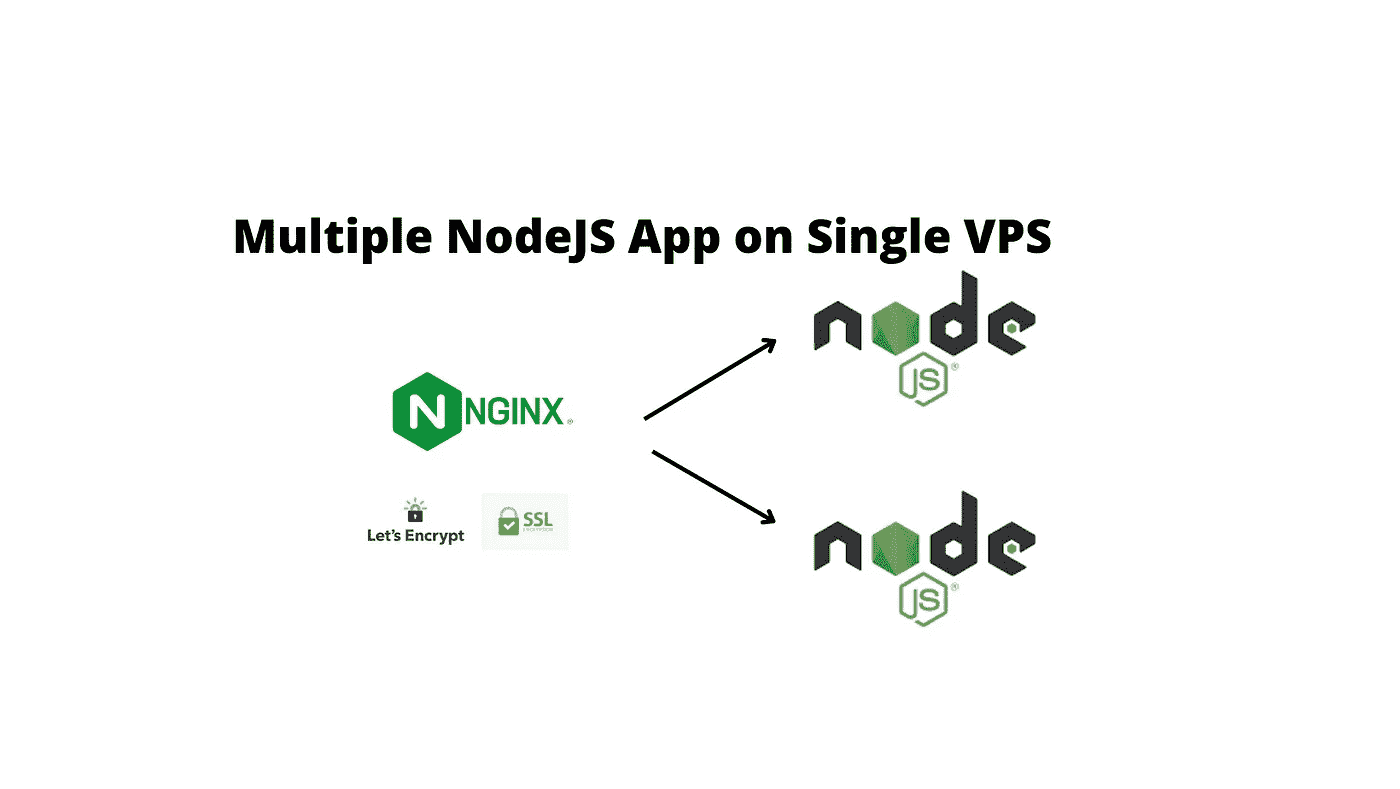 Multiple NodeJS App on Single VPS
node
JS
N NGINX
Let's Encrypt
SSL
node
JS